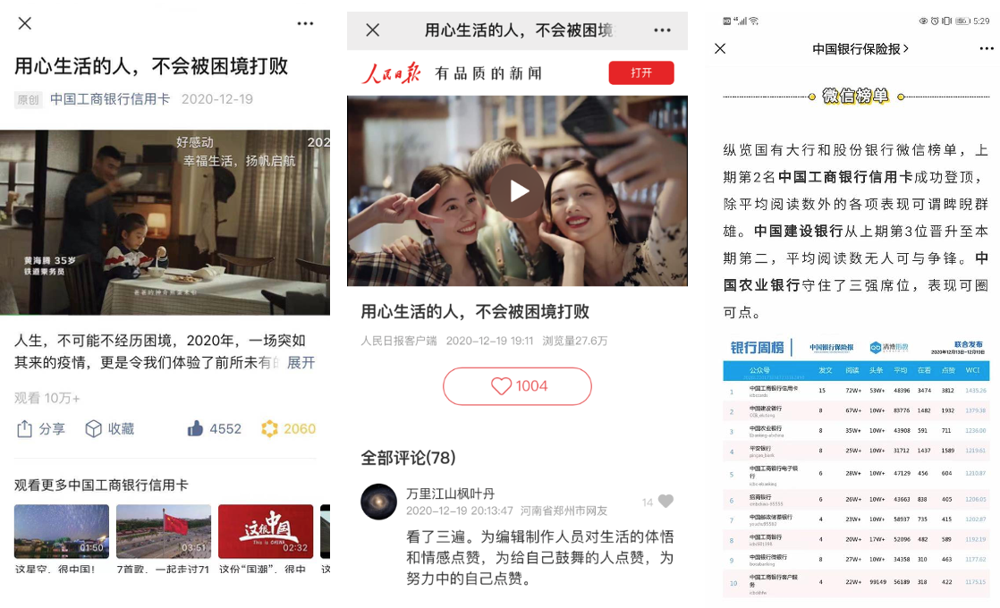 用心生活的人，不会被困境打败
原创 中国工商银行信用卡 2020-12-19
好感动
202
幸福生活，扬帆启航
黄海腾 35岁
铁道乘务员
人生，不可能不经历困境，2020年，一场突如
其来的疫情，更是令我们体验了前所未有的 展开
观看 10万+
分享 收藏 4552 2060
观看更多中国工商银行信用卡
01:50 03:51 这很中国 This is CHINA 02:32
这星空，很中国！ 7首歌，一起走过71 这份“国潮”，很中 这
用心生活的人，不会被困境
人民日报 有品质的新闻 打开
用心生活的人，不会被困境打败
人民日报客户端 2020-12-19 19:11 浏览量27.6万
1004
全部评论(78)
万里江山枫叶丹
2020-12-19 20:13:47 河南省郑州市网友 14
看了三遍。为编辑制作人员对生活的体悟
和情感点赞，为给自己鼓舞的人点赞，为
努力中的自己点赞。
5:29
中国银行保险报
微信榜单
纵览国有大行和股份银行微信榜单，上
期第2名中国工商银行信用卡成功登顶，
除平均阅读数外的各项表现可谓睥睨群
雄。中国建设银行从上期第3位晋升至本
期第二，平均阅读数无人可与争锋。中
国农业银行守住了三强席位，表现可圈
可点。
银行周榜 中国银行保险报 清博指数 联合发布
2020年12月13日-12月19日
公众号 发文 阅读 头条 平均 在看 点赞 WCI
1 中国工商银行信用卡 15 72W+ 53W+ 48396 3474 3812 1435.26
2 中国建设银行 8 67W+ 10W+ 83776 1482 1932 1379.38
3 中国农业银行 8 35W+ 10W+ 43908 591 711 1236.00
4 平安银行 8 25W+ 10W+ 31712 1437 1589 1219.61
5 中国工商银行电子银行 6 28W+ 10W+ 47129 456 604 1210.87
6 招商银行 6 26W+ 10W+ 43663 838 405 1206.05
7 中国邮政储蓄银行 4 23W+ 10W+ 58937 735 415 1202.87
8 中国工商银行 4 20W+ 17W+ 52096 482 589 1192.19
9 中国银行微银行 8 27W+ 10W+ 34358 310 463 1177.62
10 中国工商银行客户服务 4 22W+ 99149 56189 318 422 1175.15